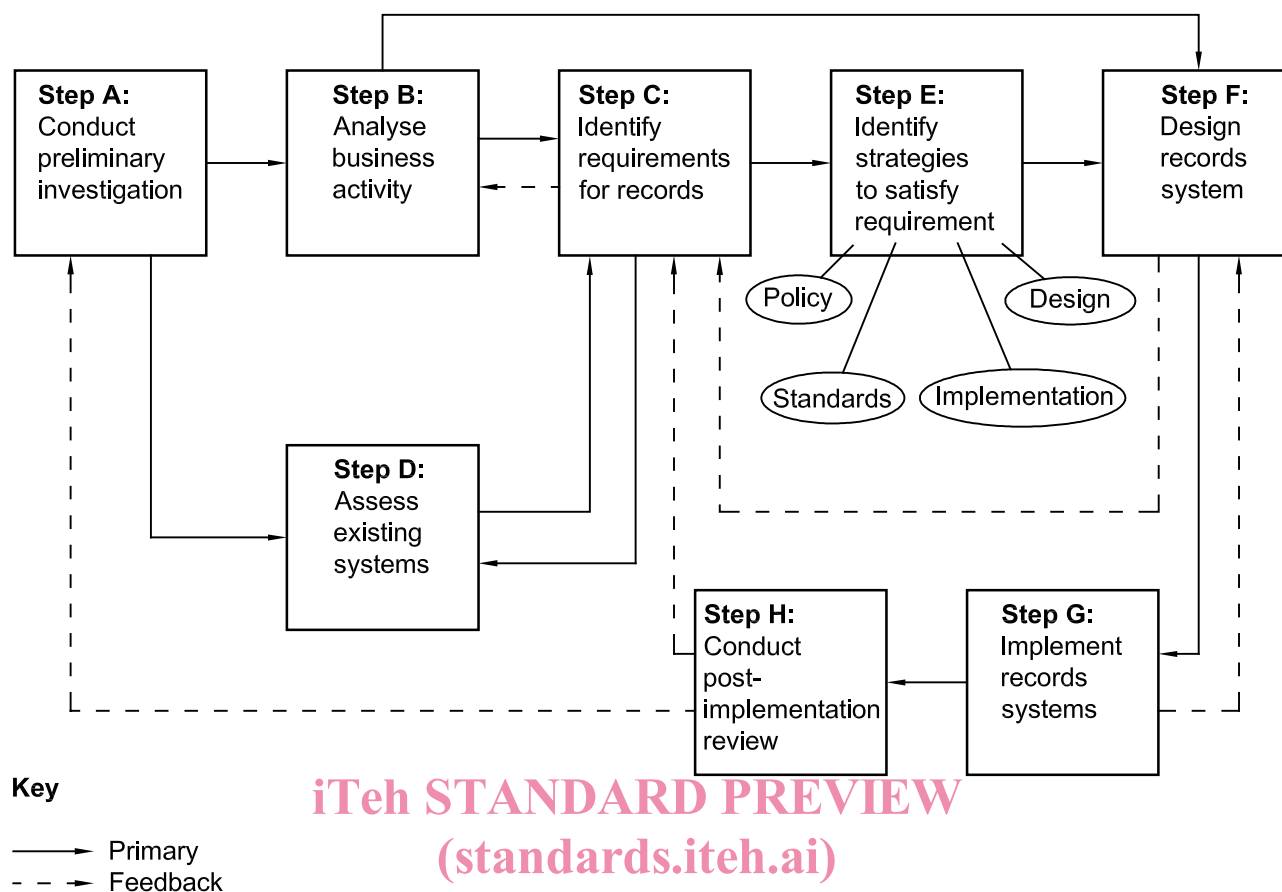 Step A:
Conduct
preliminary
investigation
Step B:
Analyse
business
activity
Step C:
Identify
requirements
for records
Step E:
Identify
strategies
to satisfy
requirement
Step F:
Design
records
system
Policy
Design
Standards
Implementation
Step D:
Assess
existing
systems
Step H:
Conduct
post-
implementation
review
Step G:
Implement
records
systems
Key
iTeh STANDARD PREVIEW
(standards.iteh.ai)
Primary
Feedback